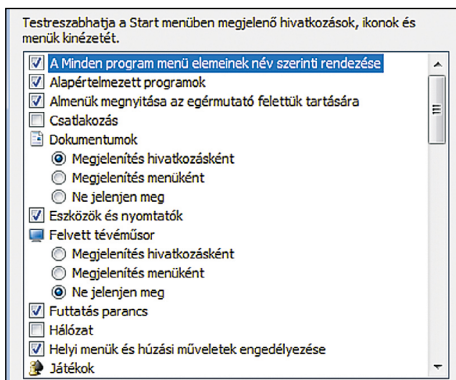 Testreszabhatja a Start menüben megjelenő hivatkozások, ikonok és
menük kinézetét.
A Minden program menü elemeinek név szerinti rendezése
Alapértelmezett programok
Almenük megnyitása az egérmutató felettük tartására
Csatlakozás
Dokumentumok
Megjelenítés hivatkozásként
Megjelenítés menüként
Ne jelenjen meg
Eszközök és nyomtatók
Felvett tévéműsor
Megjelenítés hivatkozásként
Megjelenítés menüként
Ne jelenjen meg
Futtatás parancs
Hálózat
Helyi menük és húzási műveletek engedélyezése
Játékok